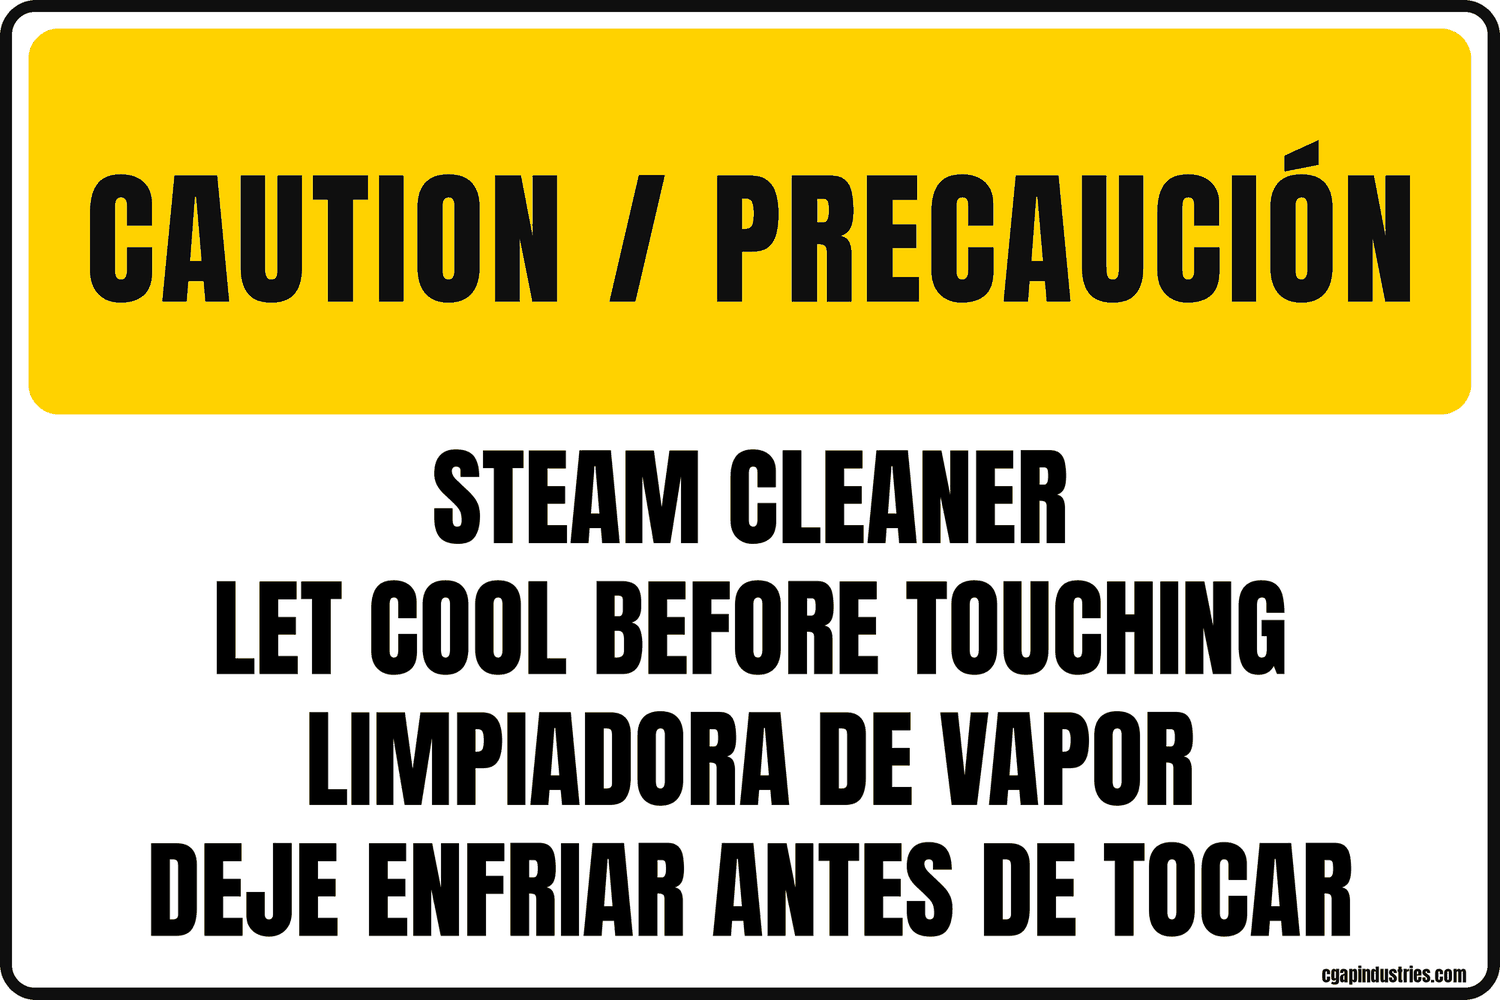 CAUTION / PRECAUCIÓN
STEAM CLEANER
LET COOL BEFORE TOUCHING
LIMPIADORA DE VAPOR
DEJE ENFRIAR ANTES DE TOCAR
cgapindustries.com